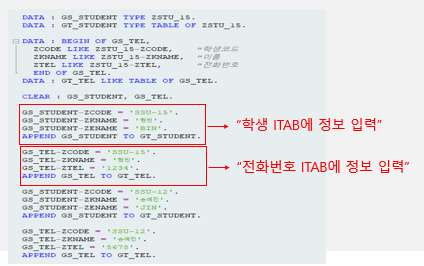 DATA : GS_STUDENT TYPE ZSTU_15.
DATA : GT_STUDENT TYPE TABLE OF ZSTU_15.
DATA : BEGIN OF GS_TEL,
ZCODE LIKE ZSTU_15-ZCODE, "학생코드
ZKNAME LIKE ZSTU_15-ZKNAME, "이름
ZTEL LIKE ZSTU_15-ZTEL, "전화번호
END OF GS_TEL.
DATA : GT_TEL LIKE TABLE OF GS_TEL.
CLEAR : GS_STUDENT, GS_TEL.
GS_STUDENT-ZCODE = 'SSU-15'.
GS_STUDENT-ZKNAME = '현빈'.
GS_STUDENT-ZENAME = 'BIN'.
APPEND GS_STUDENT TO GT_STUDENT.
"학생 ITAB에 정보 입력"
GS_TEL-ZCODE = 'SSU-15'.
GS_TEL-ZKNAME = '현빈'.
GS_TEL-ZTEL = '1234'.
APPEND GS_TEL TO GT_TEL.
"전화번호 ITAB에 정보 입력"
GS_STUDENT-ZCODE = 'SSU-12'.
GS_STUDENT-ZKNAME = '손예진'.
GS_STUDENT-ZENAME = 'JIN'.
APPEND GS_STUDENT TO GT_STUDENT.
GS_TEL-ZCODE = 'SSU-12'.
GS_TEL-ZKNAME = '손예진'.
GS_TEL-ZTEL = '5678'.
APPEND GS_TEL TO GT_TEL.